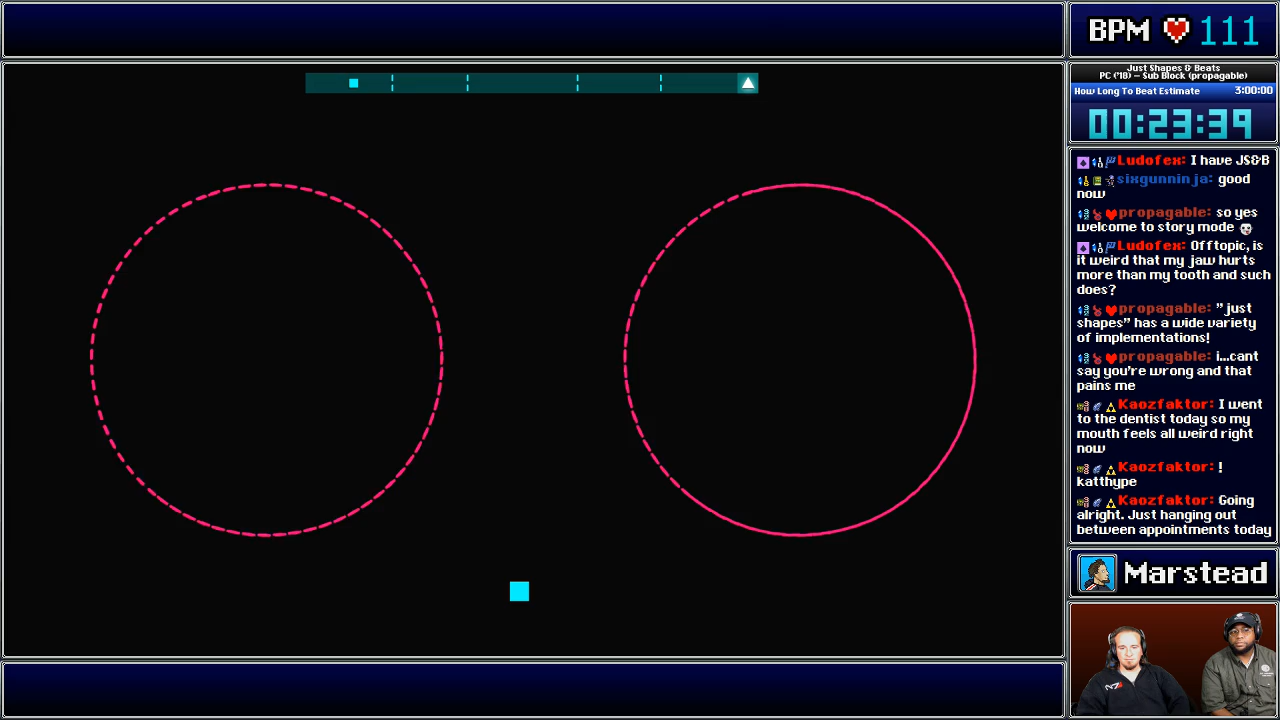 BPM 111
Just Shapes & Beats
PC ('18) – Sub Block (propagable)
How Long To Beat Estimate 3:00:00
00:23:39
Ludofex: I have JS&B
sixgunninja: good
now
propagable: so yes
welcome to story mode
Ludofex: Offtopic, is
it weird that my jaw hurts
more than my tooth and such
does?
propagable: "just
shapes" has a wide variety
of implementations!
propagable: i...cant
say you're wrong and that
pains me
Kaozfaktor: I went
to the dentist today so my
mouth feels all weird right
now
Kaozfaktor: !
katthype
Kaozfaktor: Going
alright. Just hanging out
between appointments today
Marstead
N7